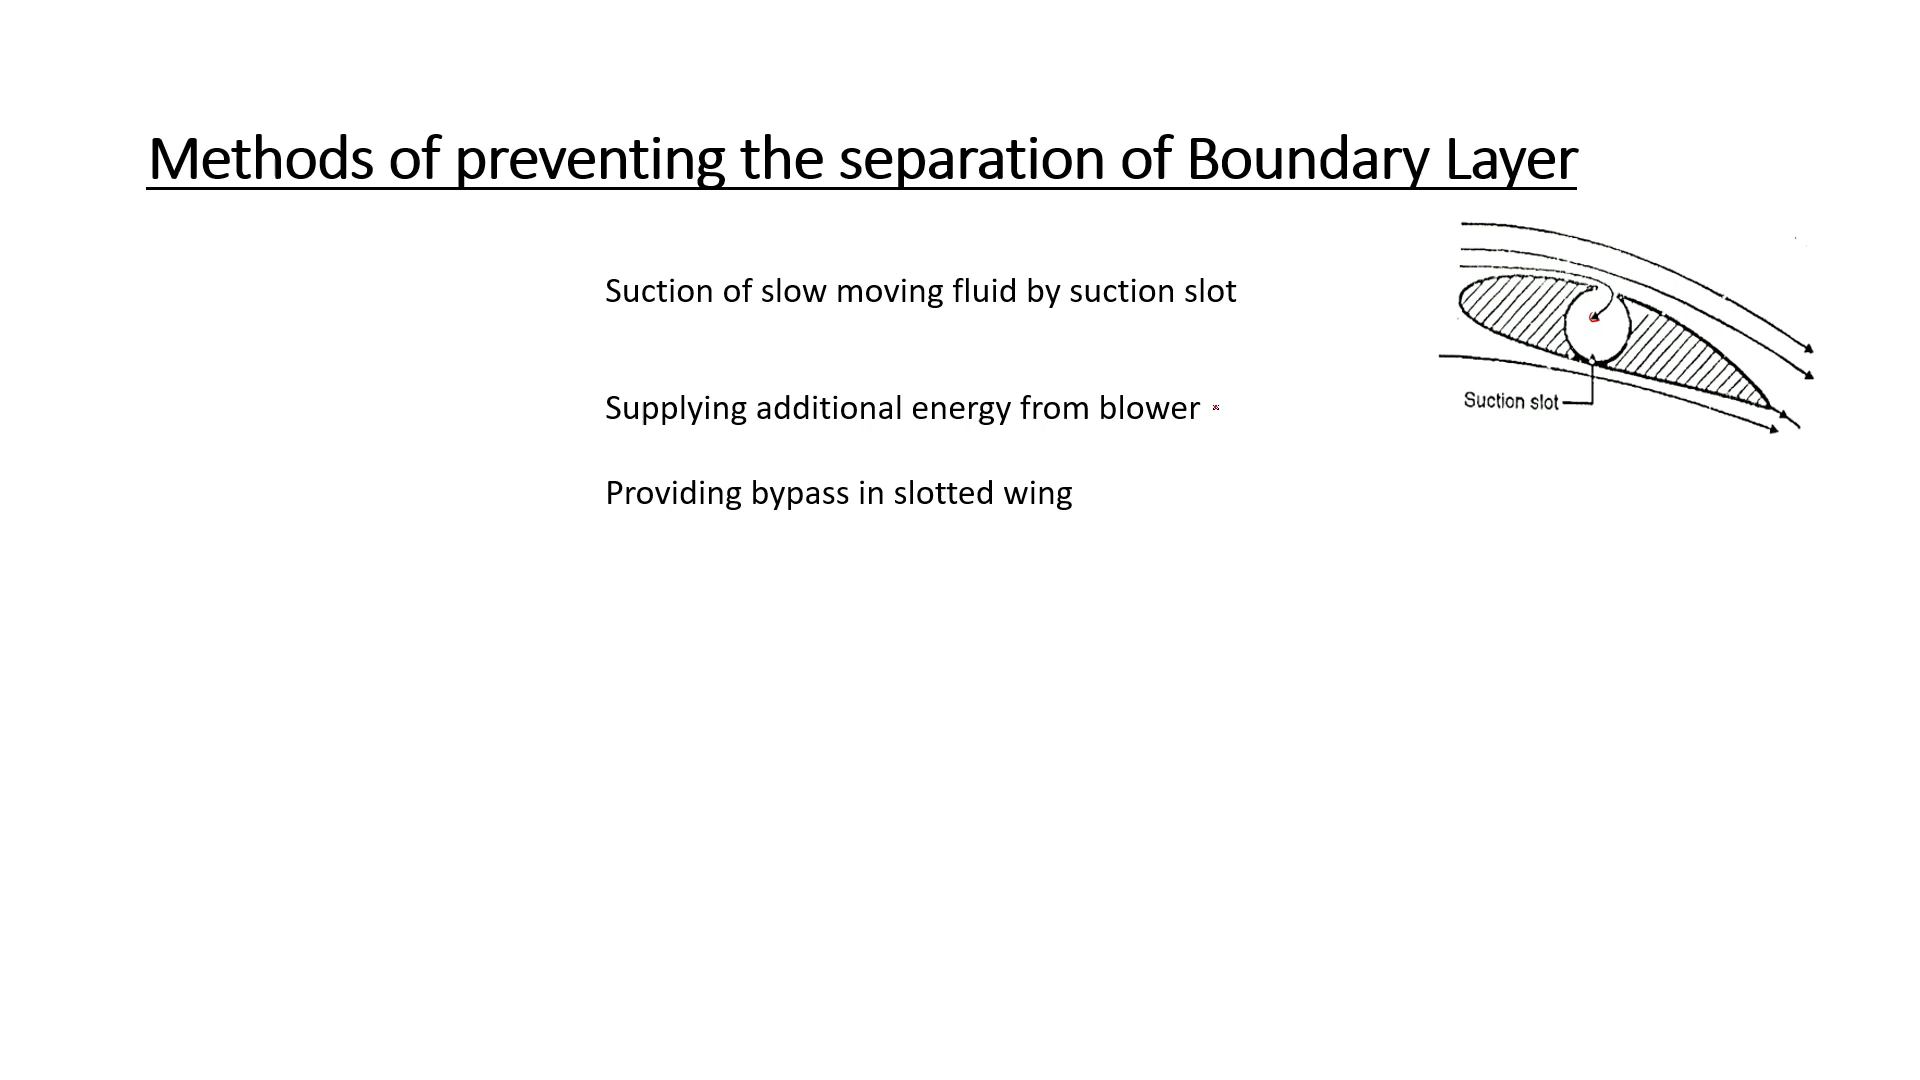 Methods of preventing the separation of Boundary Layer
Suction of slow moving fluid by suction slot
Suction slot
Supplying additional energy from blower
Providing bypass in slotted wing